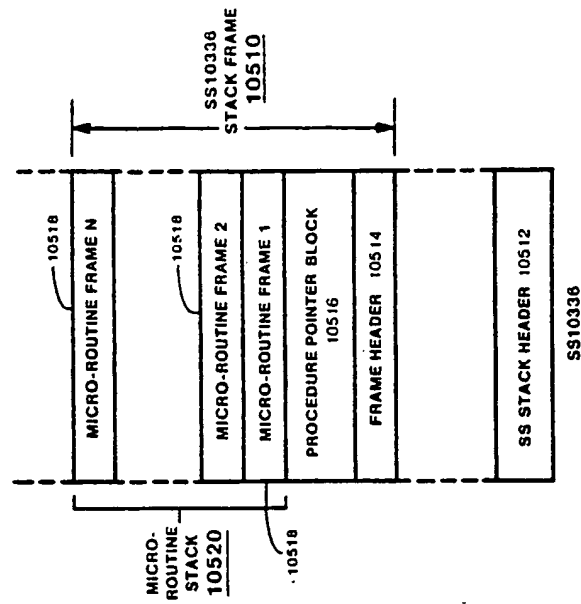 SS10336
STACK FRAME
10510
10518
MICRO-ROUTINE FRAME N
10518
MICRO-ROUTINE FRAME 2
MICRO-ROUTINE FRAME 1
PROCEDURE POINTER BLOCK
10516
FRAME HEADER 10514
SS STACK HEADER 10512
SS10336
MICRO-
ROUTINE
STACK
10520
10518